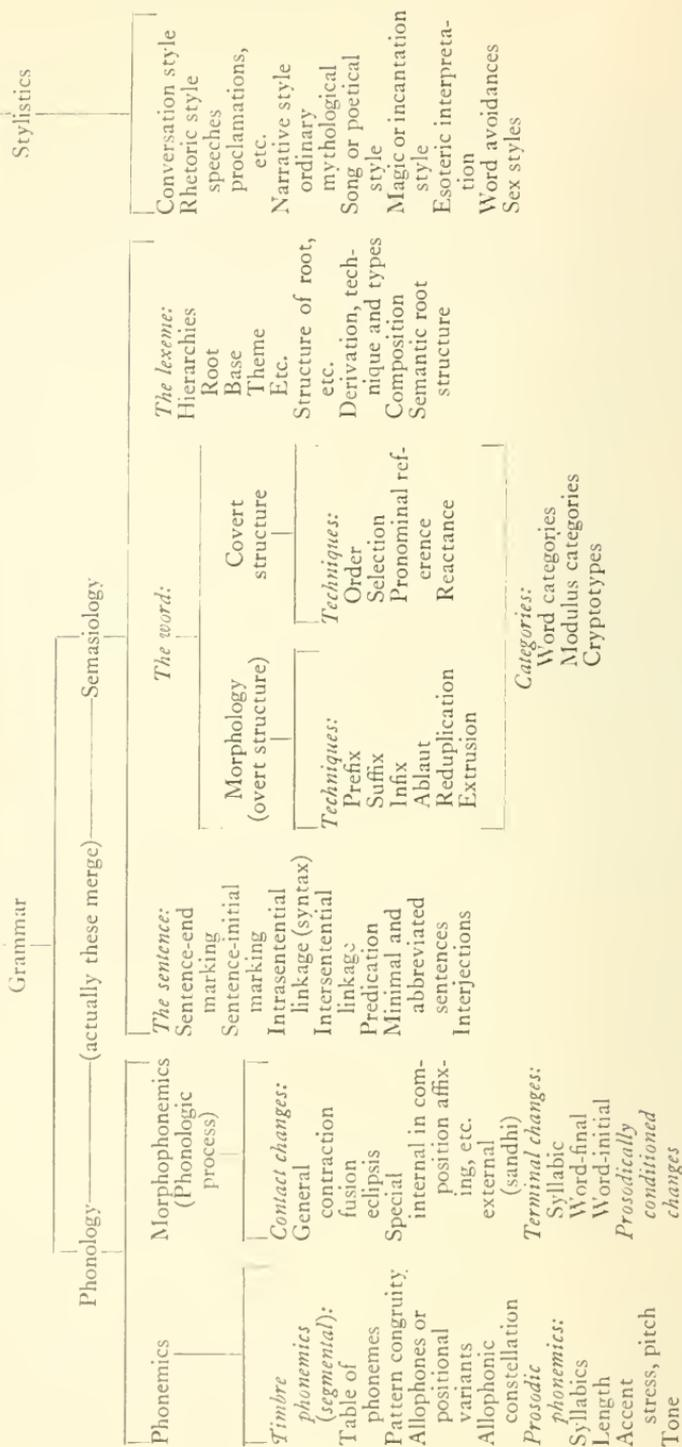 Grammar
Stylistics
Phonology
(actually these merge)
Semasiology
Phonemics
Timbre
phonemics
(segmental):
Table of
phonemes
Pattern congruity
Allophones or
positional
variants
Allophonic
constellation
Prosodic
phonemics:
Syllabics
Length
Accent
stress, pitch
Tone
Morphophonemics
(Phonologic
process)
Contact changes:
General
contraction
fusion
eclipsis
Special
internal in com-
position affix-
ing, etc.
external
(sandhi)
Terminal changes:
Syllabic
Word-final
Word-initial
Prosodically
conditioned
changes
The sentence:
Sentence-end
marking
Sentence-initial
marking
Intrasentential
linkage (syntax)
Intersentential
linkage
Predication
Minimal and
abbreviated
sentences
Interjections
The word:
Morphology
(overt structure)
Techniques:
Prefix
Suffix
Infix
Ablaut
Reduplication
Extrusion
Covert
structure
Techniques:
Order
Selection
Pronominal ref-
erence
Reactance
Categories:
Word categories
Modulus categories
Cryptotypes
The lexeme:
Hierarchies
Root
Base
Theme
Etc.
Structure of root,
etc.
Derivation, tech-
nique and types
Composition
Semantic root
structure
Conversation style
Rhetoric style
speeches
proclamations,
etc.
Narrative style
ordinary
mythological
Song or poetical
style
Magic or incantation
style
Esoteric interpreta-
tion
Word avoidances
Sex styles